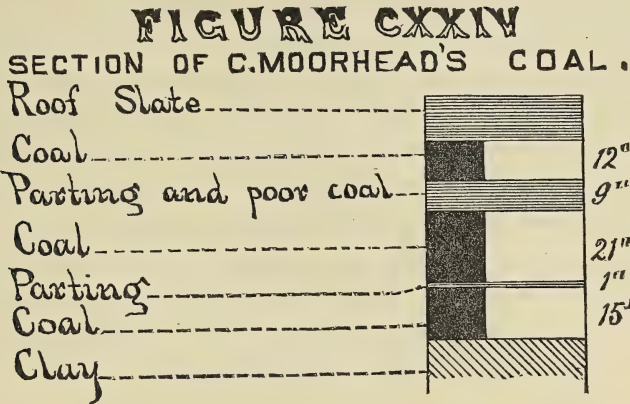 FIGURE CXXIV
SECTION OF C.MOORHEAD'S COAL.
Roof Slate
Coal 12"
Parting and poor coal 9"
Coal 21"
Parting 1"
Coal 15"
Clay